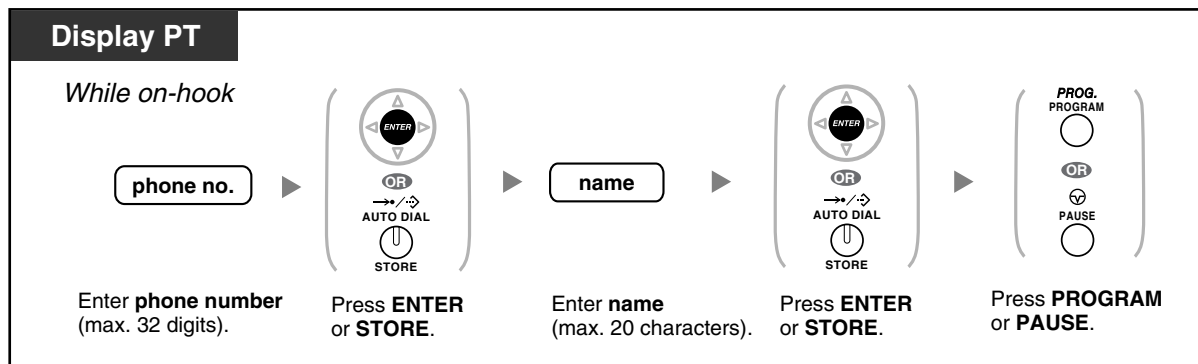 Display PT
While on-hook
phone no.
ENTER
OR
AUTO DIAL
STORE
name
ENTER
OR
AUTO DIAL
STORE
PROG.
PROGRAM
OR
PAUSE
Enter phone number
(max. 32 digits).
Press ENTER
or STORE.
Enter name
(max. 20 characters).
Press ENTER
or STORE.
Press PROGRAM
or PAUSE.